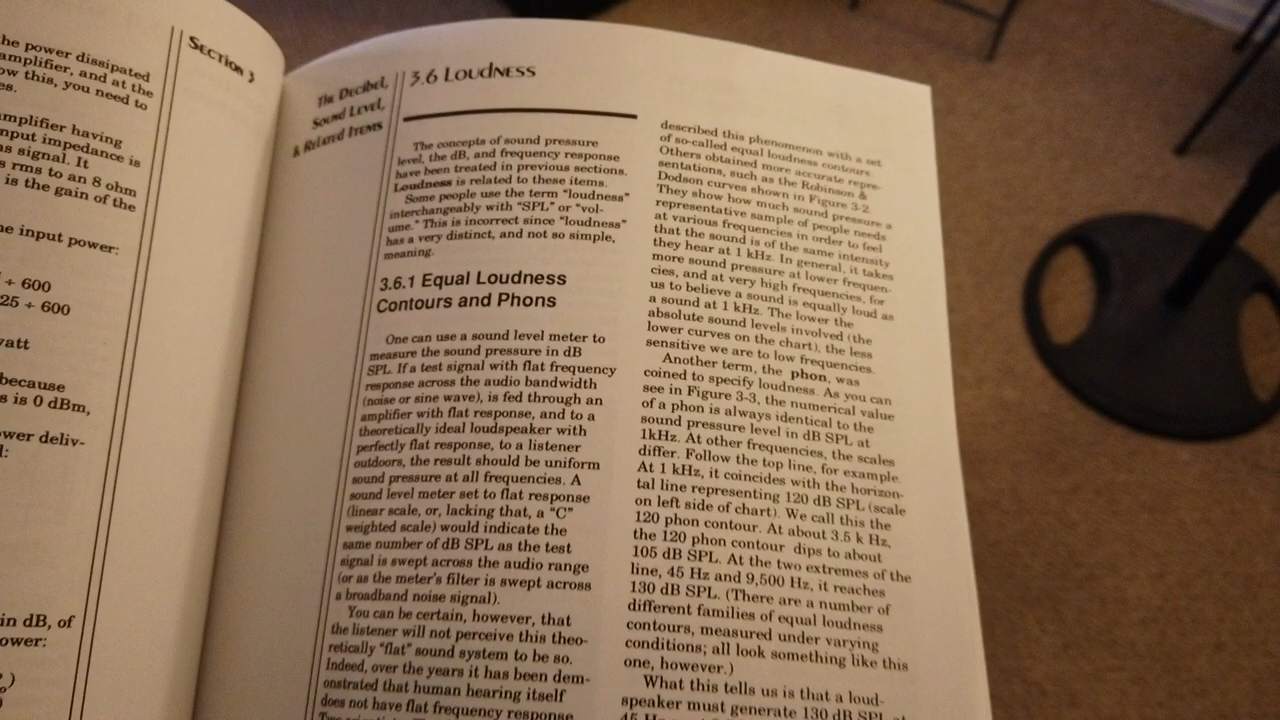 he power dissipated
amplifier, and at the
ow this, you need to
es.
amplifier having
nput impedance is
as signal. It
s rms to an 8 ohm
is the gain of the
he input power:
÷ 600
25 ÷ 600
vatt
because
s is 0 dBm,
ower deliv-
l:
in dB, of
ower:
SECTION 3
The Decibel,
Sound Level,
& Related Items
3.6 Loudness
The concepts of sound pressure
level, the dB, and frequency response
have been treated in previous sections.
Loudness is related to these items.
Some people use the term "loudness"
interchangeably with "SPL" or "vol-
ume." This is incorrect since "loudness"
has a very distinct, and not so simple,
meaning.
3.6.1 Equal Loudness
Contours and Phons
One can use a sound level meter to
measure the sound pressure in dB
SPL. If a test signal with flat frequency
response across the audio bandwidth
(noise or sine wave), is fed through an
amplifier with flat response, and to a
theoretically ideal loudspeaker with
perfectly flat response, to a listener
outdoors, the result should be uniform
sound pressure at all frequencies. A
sound level meter set to flat response
(linear scale, or, lacking that, a "C"
weighted scale) would indicate the
same number of dB SPL as the test
signal is swept across the audio range
(or as the meter's filter is swept across
a broadband noise signal).
You can be certain, however, that
the listener will not perceive this theo-
retically "flat" sound system to be so.
Indeed, over the years it has been dem-
onstrated that human hearing itself
does not have flat frequency response
described this phenomenon with a set
of so-called equal loudness contours.
Others obtained more accurate repre-
sentations, such as the Robinson &
Dodson curves shown in Figure 3-2.
They show how much sound pressure a
representative sample of people needs
at various frequencies in order to feel
that the sound is of the same intensity
they hear at 1 kHz. In general, it takes
more sound pressure at lower frequen-
cies, and at very high frequencies, for
us to believe a sound is equally loud as
a sound at 1 kHz. The lower the
absolute sound levels involved (the
lower curves on the chart), the less
sensitive we are to low frequencies.
Another term, the phon, was
coined to specify loudness. As you can
see in Figure 3-3, the numerical value
of a phon is always identical to the
sound pressure level in dB SPL at
1kHz. At other frequencies, the scales
differ. Follow the top line, for example.
At 1 kHz, it coincides with the horizon-
tal line representing 120 dB SPL (scale
on left side of chart). We call this the
120 phon contour. At about 3.5 k Hz,
the 120 phon contour dips to about
105 dB SPL. At the two extremes of the
line, 45 Hz and 9,500 Hz, it reaches
130 dB SPL. (There are a number of
different families of equal loudness
contours, measured under varying
conditions; all look something like this
one, however.)
What this tells us is that a loud-
speaker must generate 130 dB SPL at